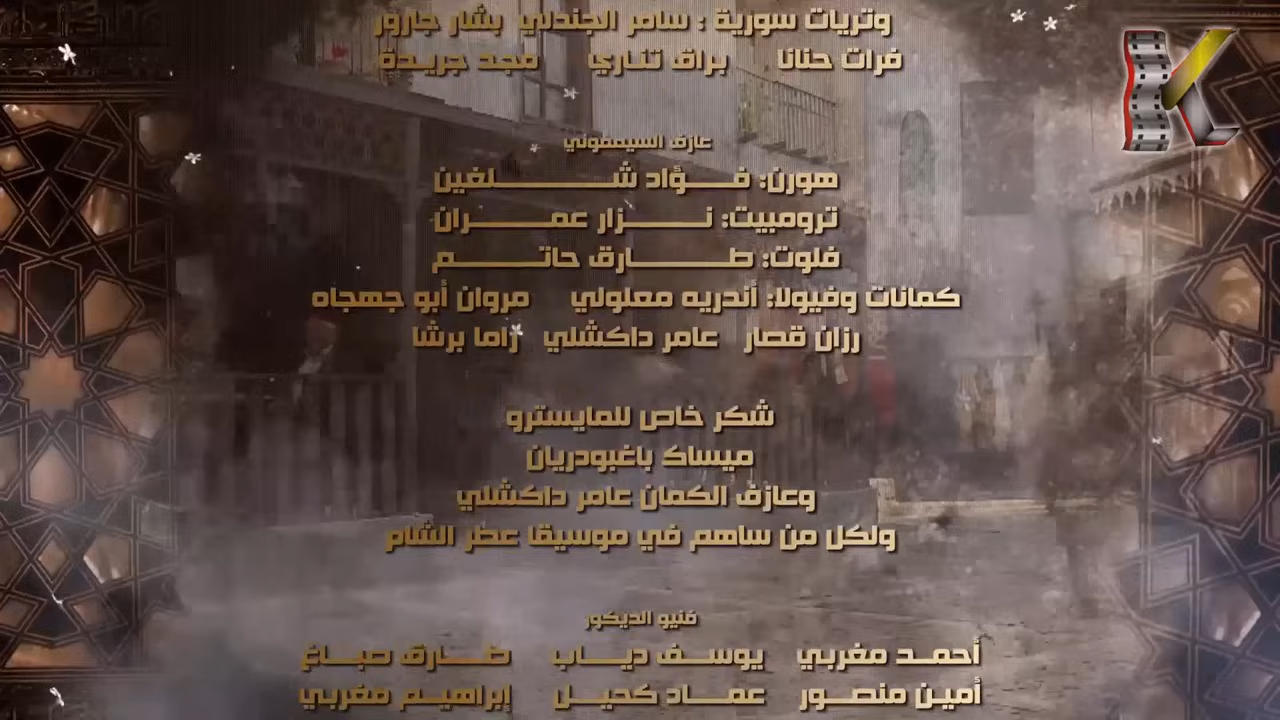 وتريات سورية : سامر الجندلي بشار جارور
فرات حنانا براق تناري مجد جريدة
عازف السيمفوني
هورن: فـؤاد شـلغين
ترومبيت: نـزار عمـران
فلوت: طـارق حاتـم
كمانات وفيولا: أندريه معلولي مروان أبو جهجاه
رزان قصار عامر داكشلي راما برشا
شكر خاص للمايسترو
ميساك باغبودريان
وعازف الكمان عامر داكشلي
ولكل من ساهم في موسيقا عطر الشام
فنيو الديكور
أحمـد مغربي يوسـف ديـاب طـارق صبـاغ
أمين منصـور عمـاد كحيـل إبراهيـم مغربي